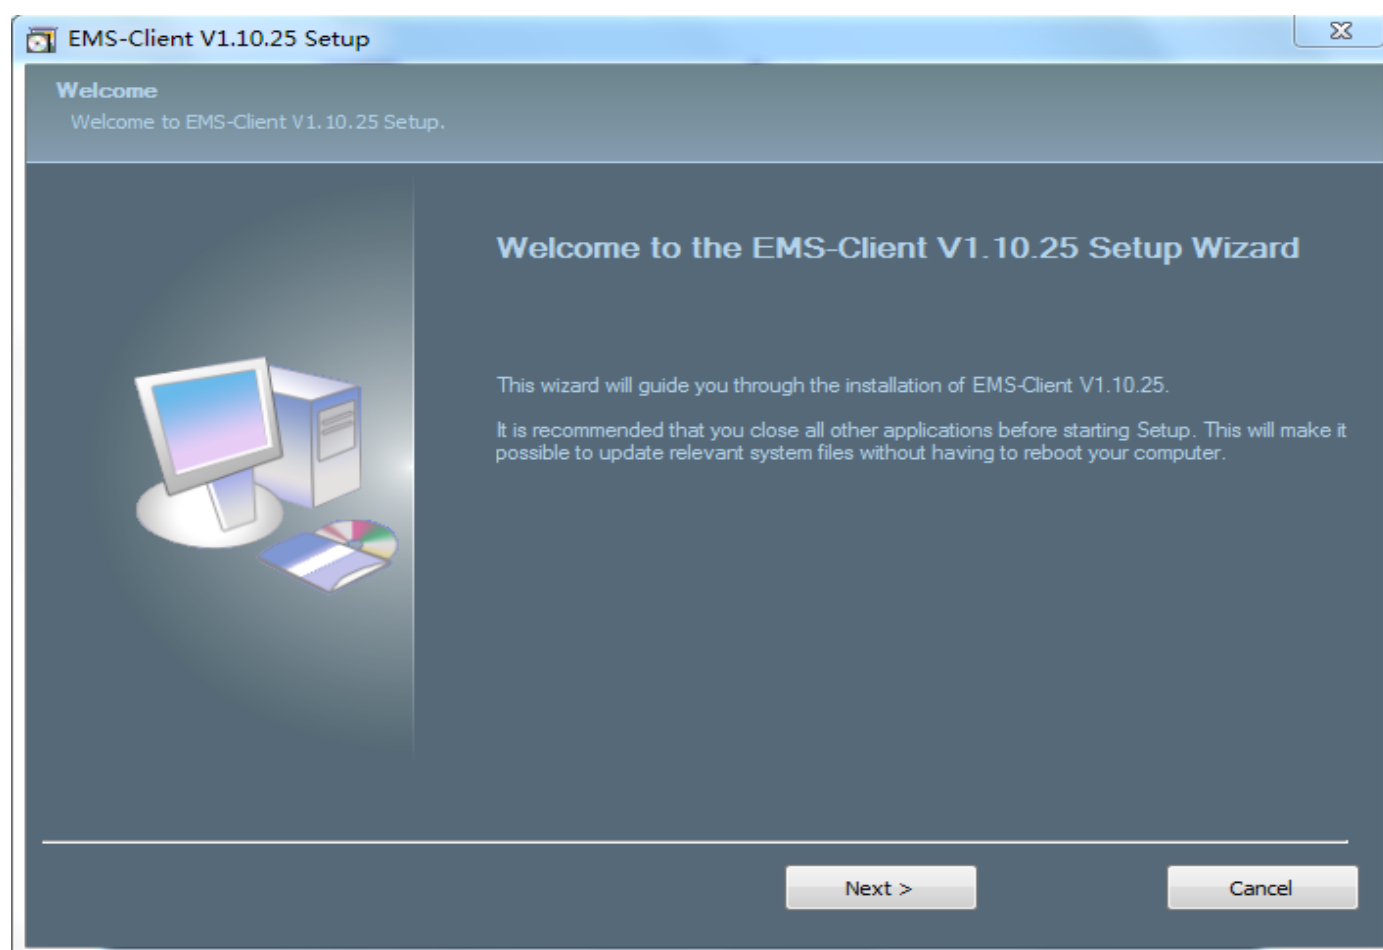 EMS-Client V1.10.25 Setup
Welcome
Welcome to EMS-Client V1.10.25 Setup.
Welcome to the EMS-Client V1.10.25 Setup Wizard
This wizard will guide you through the installation of EMS-Client V1.10.25.
It is recommended that you close all other applications before starting Setup. This will make it
possible to update relevant system files without having to reboot your computer.
Next >
Cancel